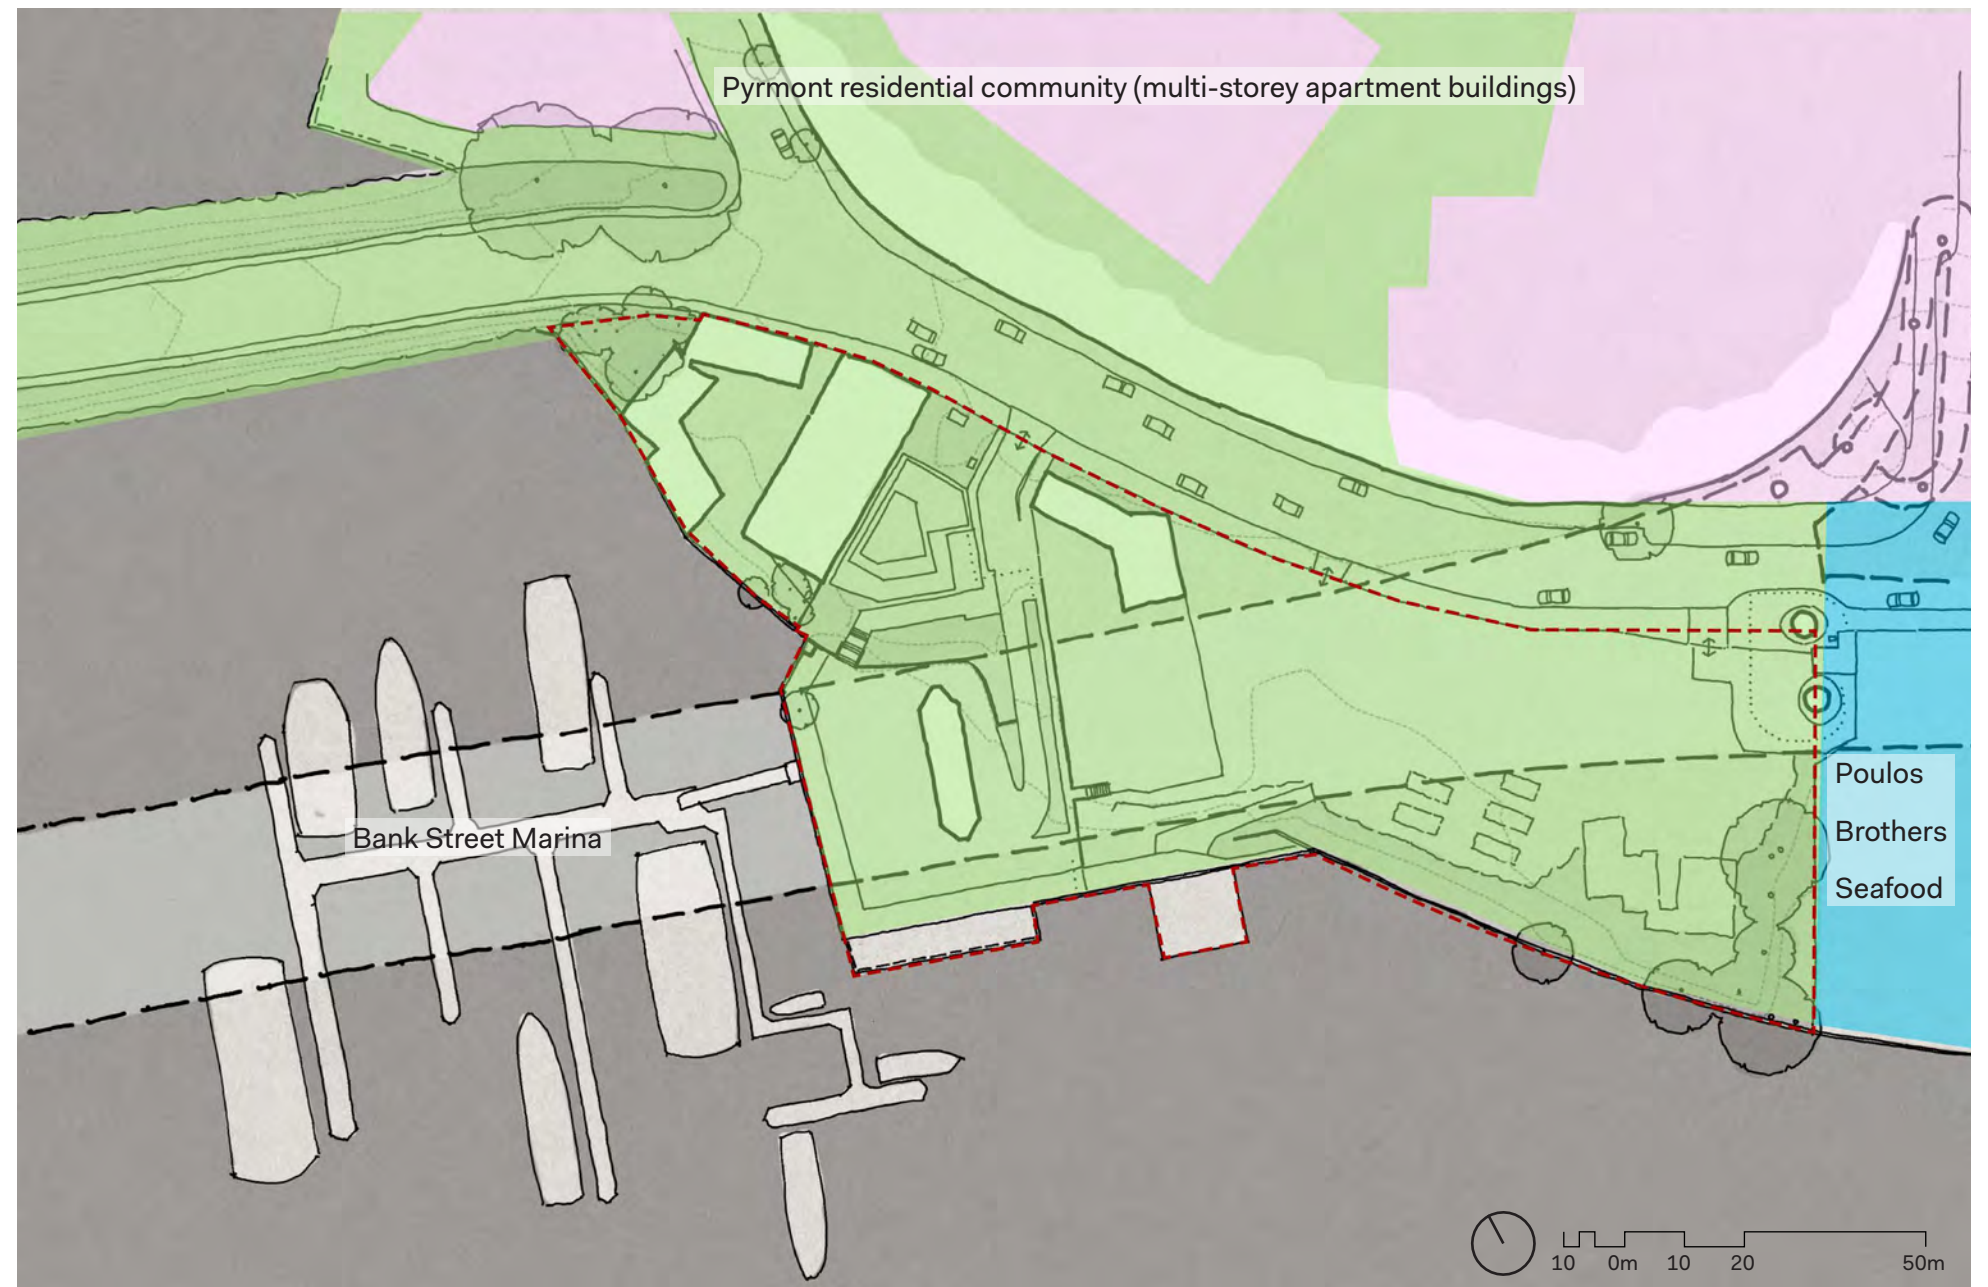 Pyrmont residential community (multi-storey apartment buildings)
Poulos
Brothers
Seafood
Bank Street Marina
10 0m 10 20 50m